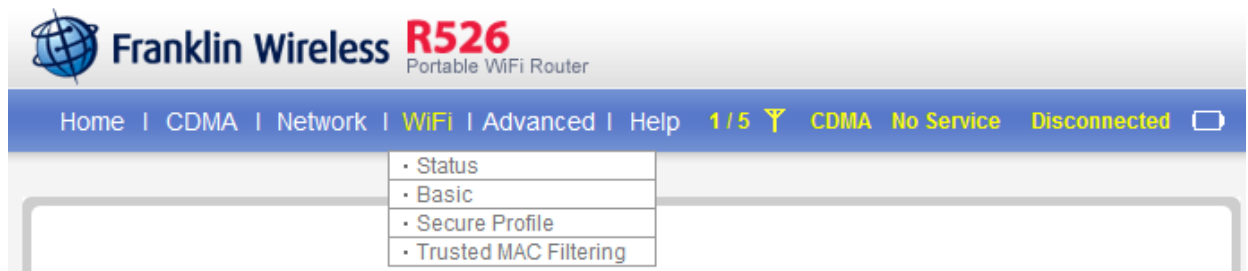 Franklin Wireless R526
Portable WiFi Router
Home | CDMA | Network | WiFi | Advanced | Help 1 / 5 CDMA No Service Disconnected
· Status
· Basic
· Secure Profile
· Trusted MAC Filtering